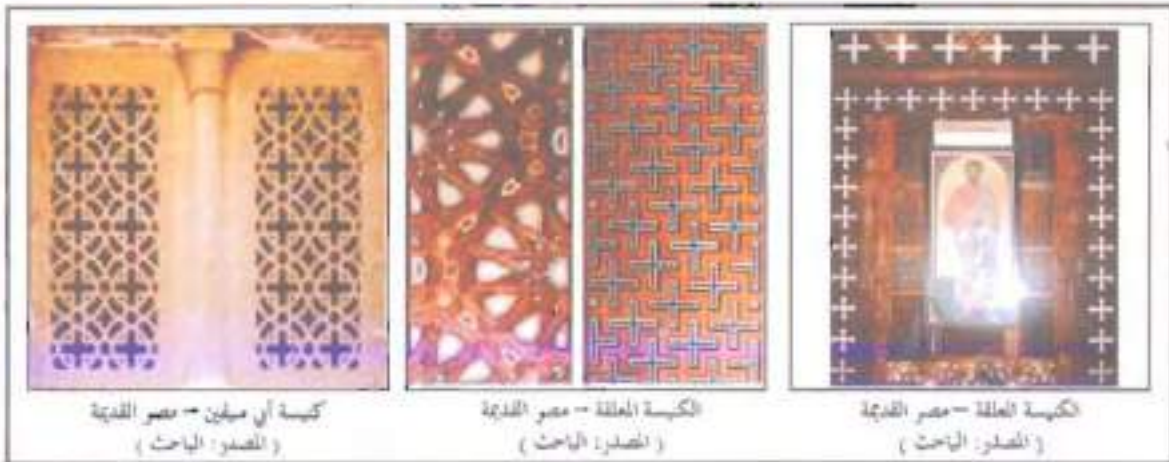 الكنيسة المعلقة – مصر القديمة
( المصدر: الباحث )
الكنيسة المعلقة – مصر القديمة
( المصدر: الباحث )
كنيسة أبي سيفين – مصر القديمة
( المصدر: الباحث )